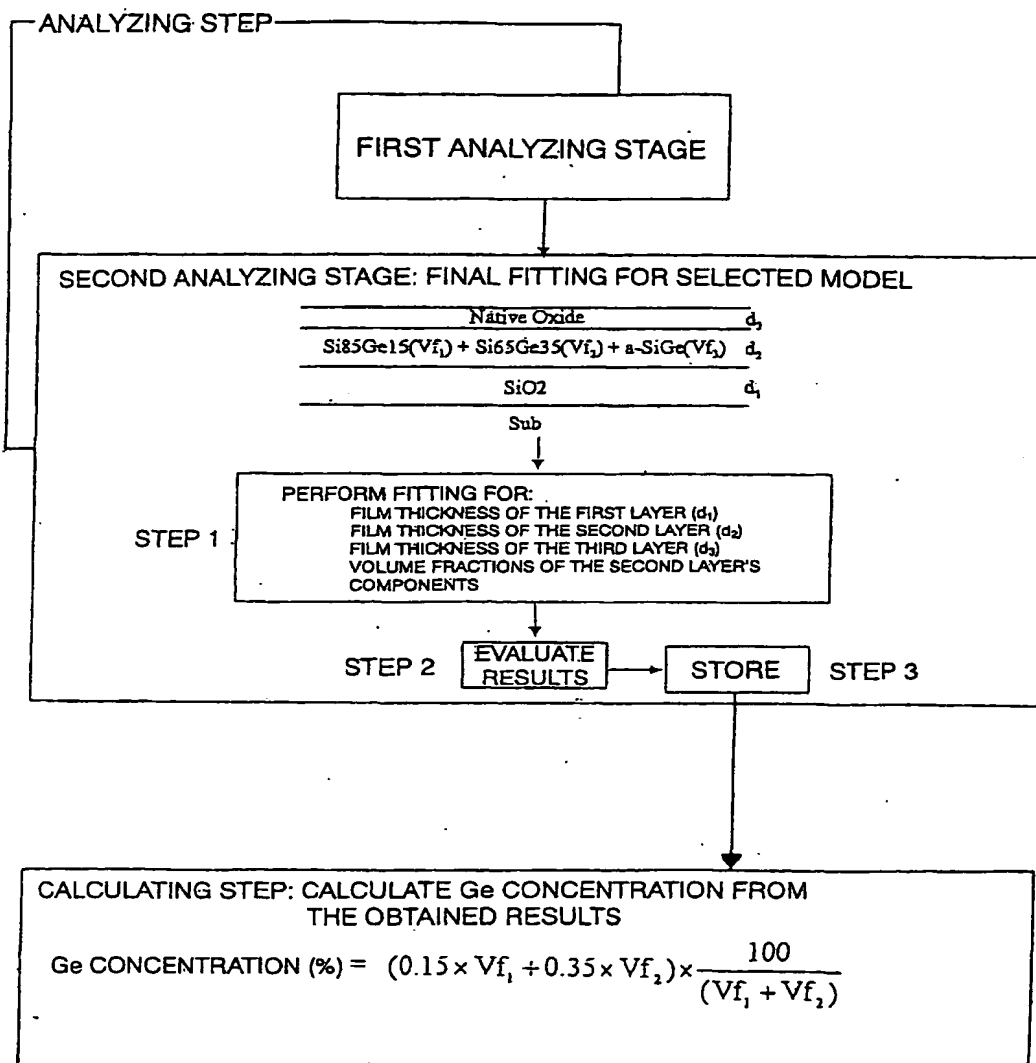 ANALYZING STEP
FIRST ANALYZING STAGE
SECOND ANALYZING STAGE: FINAL FITTING FOR SELECTED MODEL
Native Oxide d₃
Si85Ge15(Vf₁) + Si65Ge35(Vf₂) + a-SiGe(Vf₃) d₂
SiO2 d₁
Sub
STEP 1
PERFORM FITTING FOR:
FILM THICKNESS OF THE FIRST LAYER (d₁)
FILM THICKNESS OF THE SECOND LAYER (d₂)
FILM THICKNESS OF THE THIRD LAYER (d₃)
VOLUME FRACTIONS OF THE SECOND LAYER'S
COMPONENTS
STEP 2
EVALUATE
RESULTS
STORE
STEP 3
CALCULATING STEP: CALCULATE Ge CONCENTRATION FROM
THE OBTAINED RESULTS
Ge CONCENTRATION (%) = (0.15 × Vf₁ + 0.35 × Vf₂) × 100 / (Vf₁ + Vf₂)